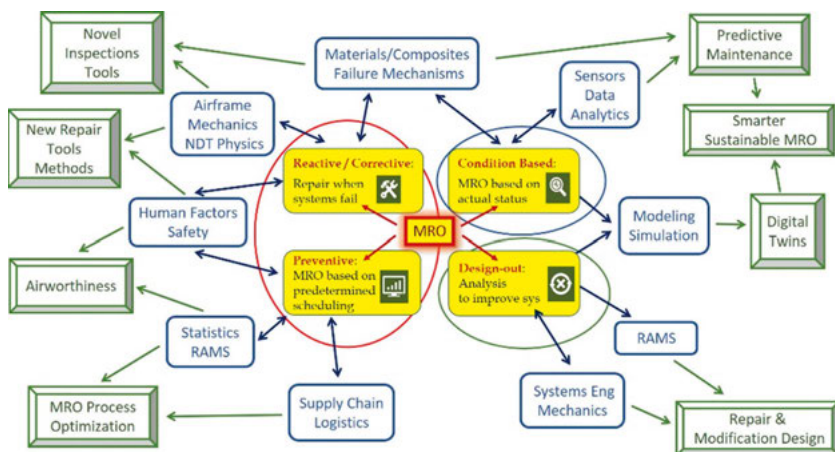 Novel
Inspections
Tools
Materials/Composites
Failure Mechanisms
Predictive
Maintenance
Sensors
Data
Analytics
Airframe
Mechanics
NDT Physics
Smarter
Sustainable MRO
New Repair
Tools
Methods
Reactive / Corrective:
Repair when
systems fail
Condition Based:
MRO based on
actual status
Human Factors
Safety
MRO
Modeling
Simulation
Digital
Twins
Preventive:
MRO based on
predetermined
scheduling
Design-out:
Analysis
to improve sys
Airworthiness
Statistics
RAMS
RAMS
MRO Process
Optimization
Supply Chain
Logistics
Systems Eng
Mechanics
Repair &
Modification Design